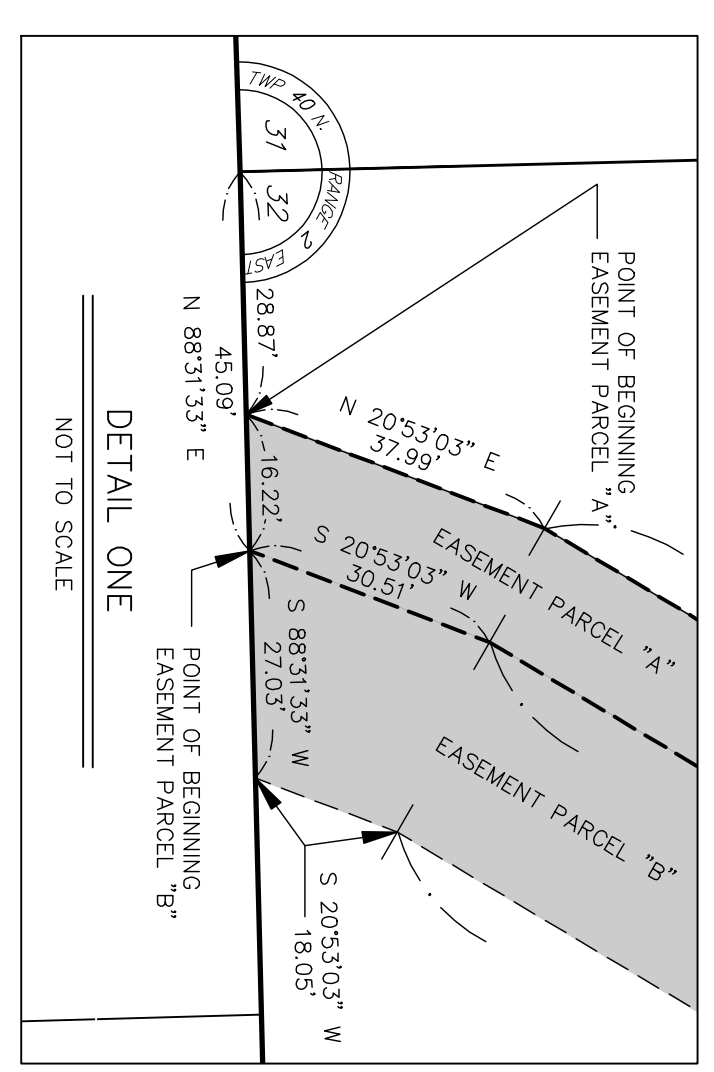 TWP 40 N.
RANGE 2 EAST
31
32
POINT OF BEGINNING
EASEMENT PARCEL "A"
28.87'
45.09'
N 88°31'33" E
16.22'
N 20°53'03" E
37.99'
S 20°53'03" W
30.51'
EASEMENT PARCEL "A"
S 88°31'33" W
27.03'
EASEMENT PARCEL "B"
POINT OF BEGINNING
EASEMENT PARCEL "B"
S 20°53'03" W
18.05'
DETAIL ONE
NOT TO SCALE